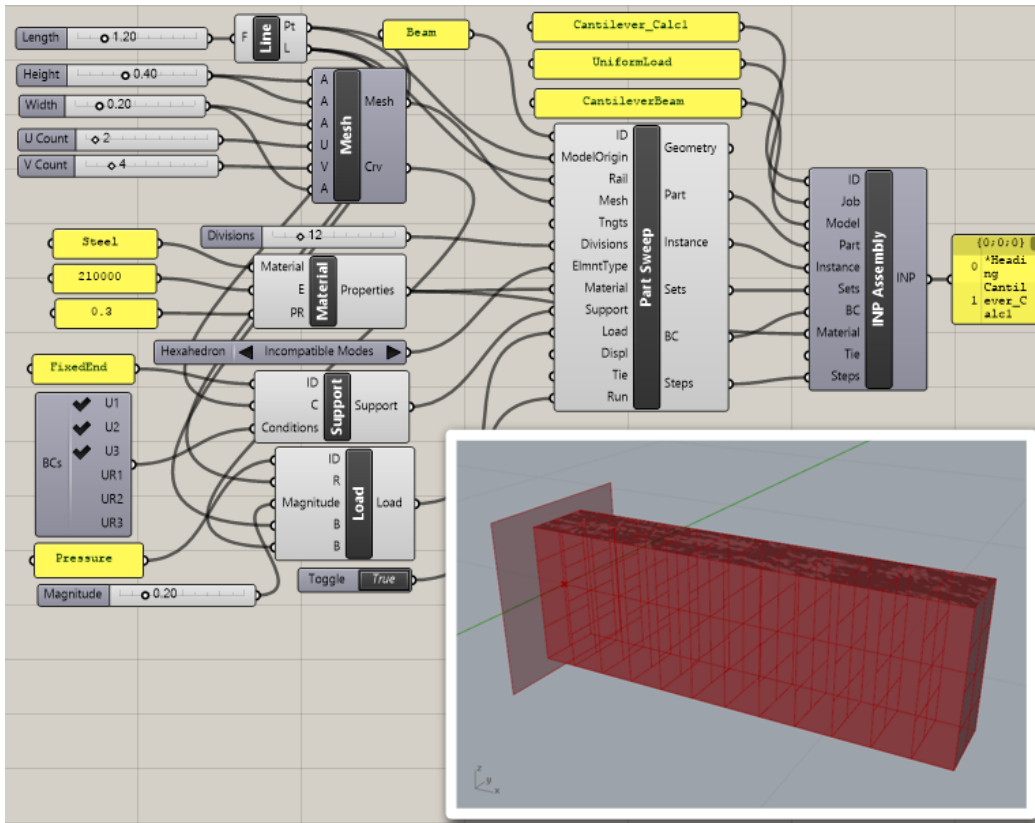 Length 1.20
F Line Pt L
Height 0.40
Width 0.20
U Count 2
V Count 4
A A A U V A Mesh Mesh Crv
Beam
Cantilever_Calc1
UniformLoad
CantileverBeam
Steel
210000
0.3
Divisions 12
Material E PR Material Properties
Hexahedron Incompatible Modes
FixedEnd
BCs U1 U2 U3 UR1 UR2 UR3
ID C Conditions Support Support
ID R Magnitude B B Load Load
Pressure
Magnitude 0.20
Toggle True
ID
ModelOrigin
Rail
Mesh
Tngts
Divisions
ElmntType
Material
Support
Load
Displ
Tie
Run
Part Sweep
Geometry
Part
Instance
Sets
BC
Steps
ID
Job
Model
Part
Instance
Sets
BC
Material
Tie
Steps
INP Assembly
INP
{0;0;0}
0 *Headi
ng
Cantil
1 ever_C
alc1
z
y
x